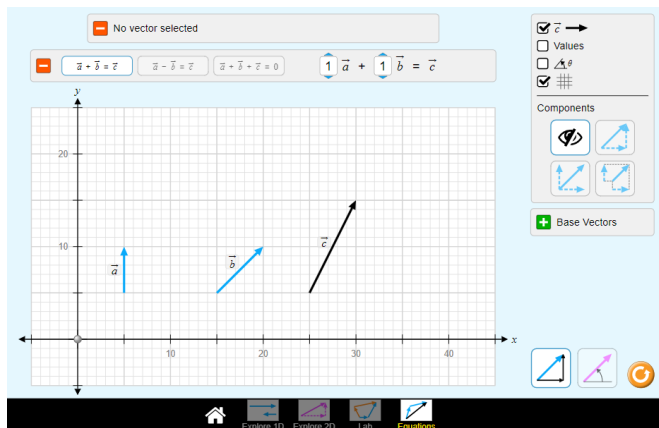 No vector selected
a⃗ + b⃗ = c⃗
a⃗ − b⃗ = c⃗
a⃗ + b⃗ + c⃗ = 0
1 a⃗ + 1 b⃗ = c⃗
c⃗
Values
θ
Components
Base Vectors
y
20
10
a⃗
b⃗
c⃗
10 20 30 40
x
Explore 1D Explore 2D Lab Equations